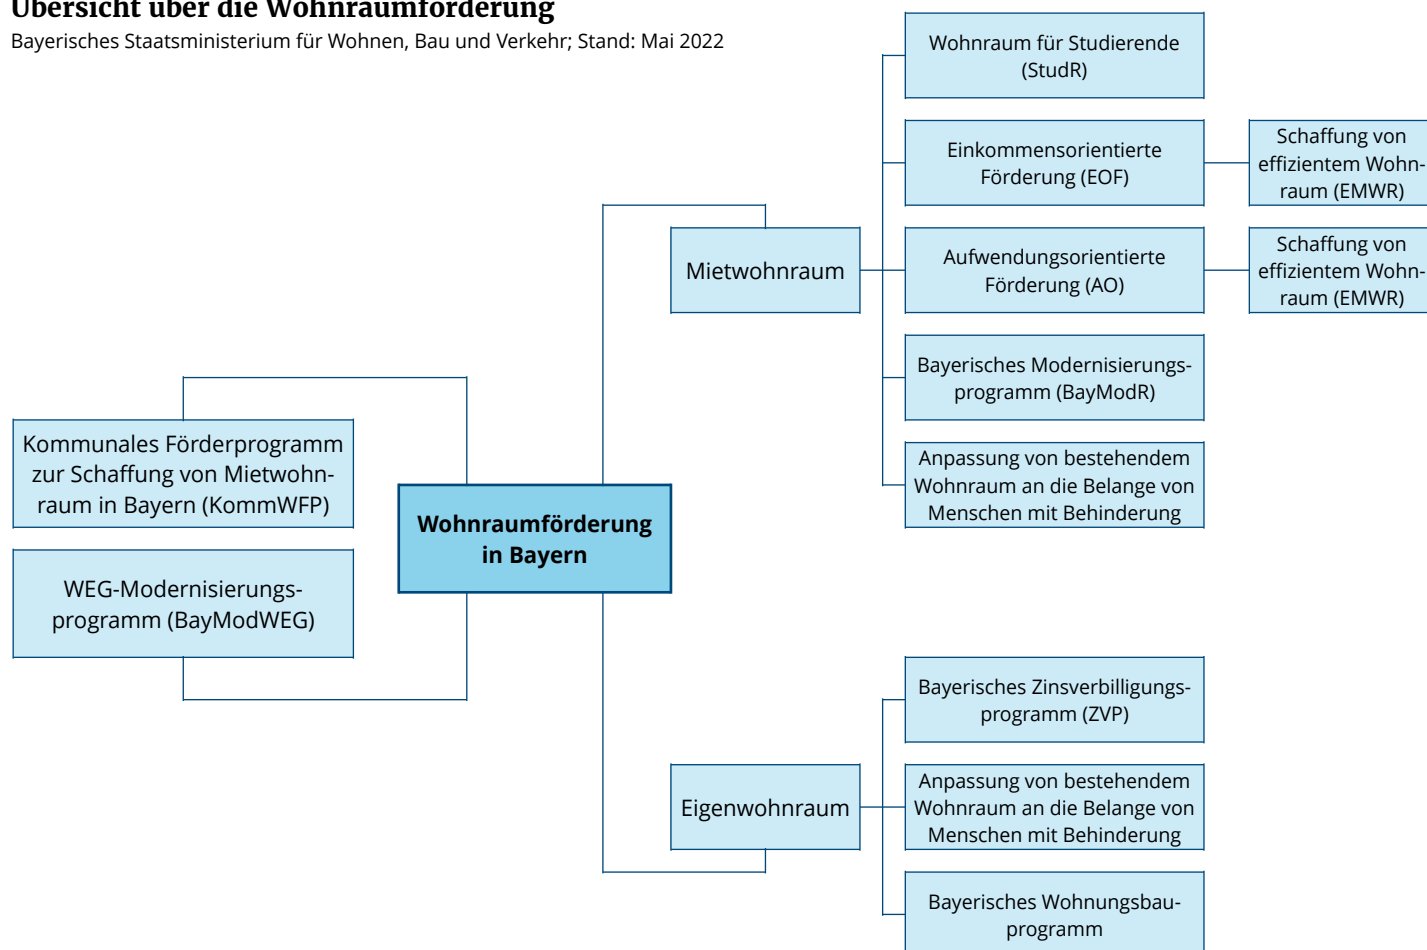 Übersicht über die Wohnraumförderung
Bayerisches Staatsministerium für Wohnen, Bau und Verkehr; Stand: Mai 2022
Wohnraum für Studierende
(StudR)
Einkommensorientierte
Förderung (EOF)
Schaffung von
effizientem Wohn-
raum (EMWR)
Mietwohnraum
Aufwendungsorientierte
Förderung (AO)
Schaffung von
effizientem Wohn-
raum (EMWR)
Bayerisches Modernisierungs-
programm (BayModR)
Anpassung von bestehendem
Wohnraum an die Belange von
Menschen mit Behinderung
Kommunales Förderprogramm
zur Schaffung von Mietwohn-
raum in Bayern (KommWFP)
Wohnraumförderung
in Bayern
WEG-Modernisierungs-
programm (BayModWEG)
Bayerisches Zinsverbilligungs-
programm (ZVP)
Eigenwohnraum
Anpassung von bestehendem
Wohnraum an die Belange von
Menschen mit Behinderung
Bayerisches Wohnungsbau-
programm